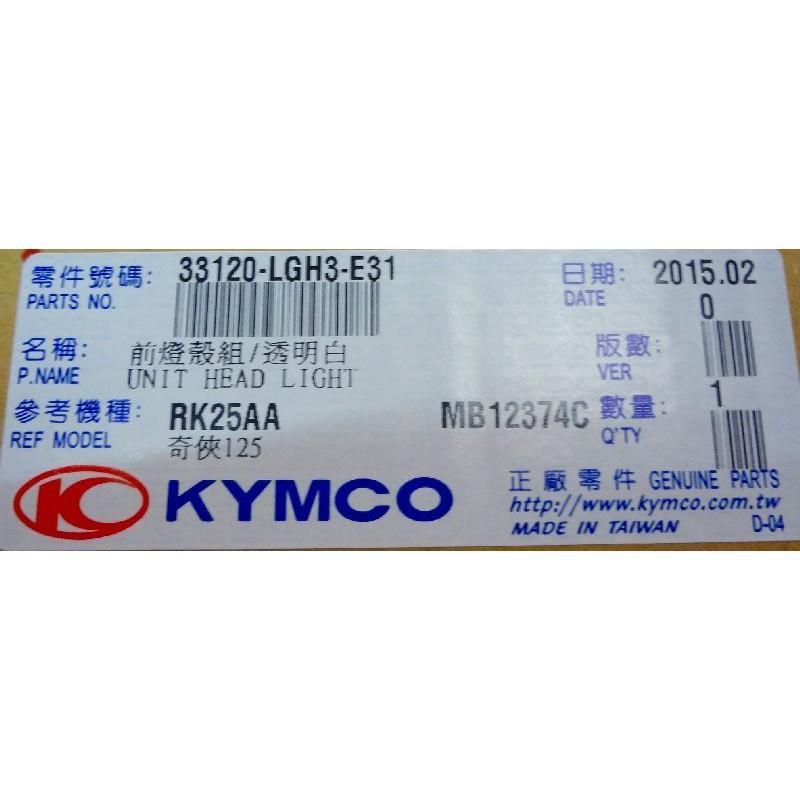 零件號碼: 33120-LGH3-E31 日期: 2015.02
PARTS NO. DATE 0
名稱: 前燈殼組/透明白 版數:
P.NAME UNIT HEAD LIGHT VER
參考機種: RK25AA MB12374C 數量: 1
REF MODEL 奇俠125 Q'TY
KYMCO 正廠零件 GENUINE PARTS
http://www.kymco.com.tw
MADE IN TAIWAN D-04